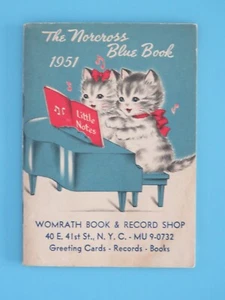 The Norcross
Blue Book
1951
Little
Notes
WOMRATH BOOK & RECORD SHOP
40 E. 41st St., N. Y. C. - MU 9-0732
Greeting Cards - Records - Books